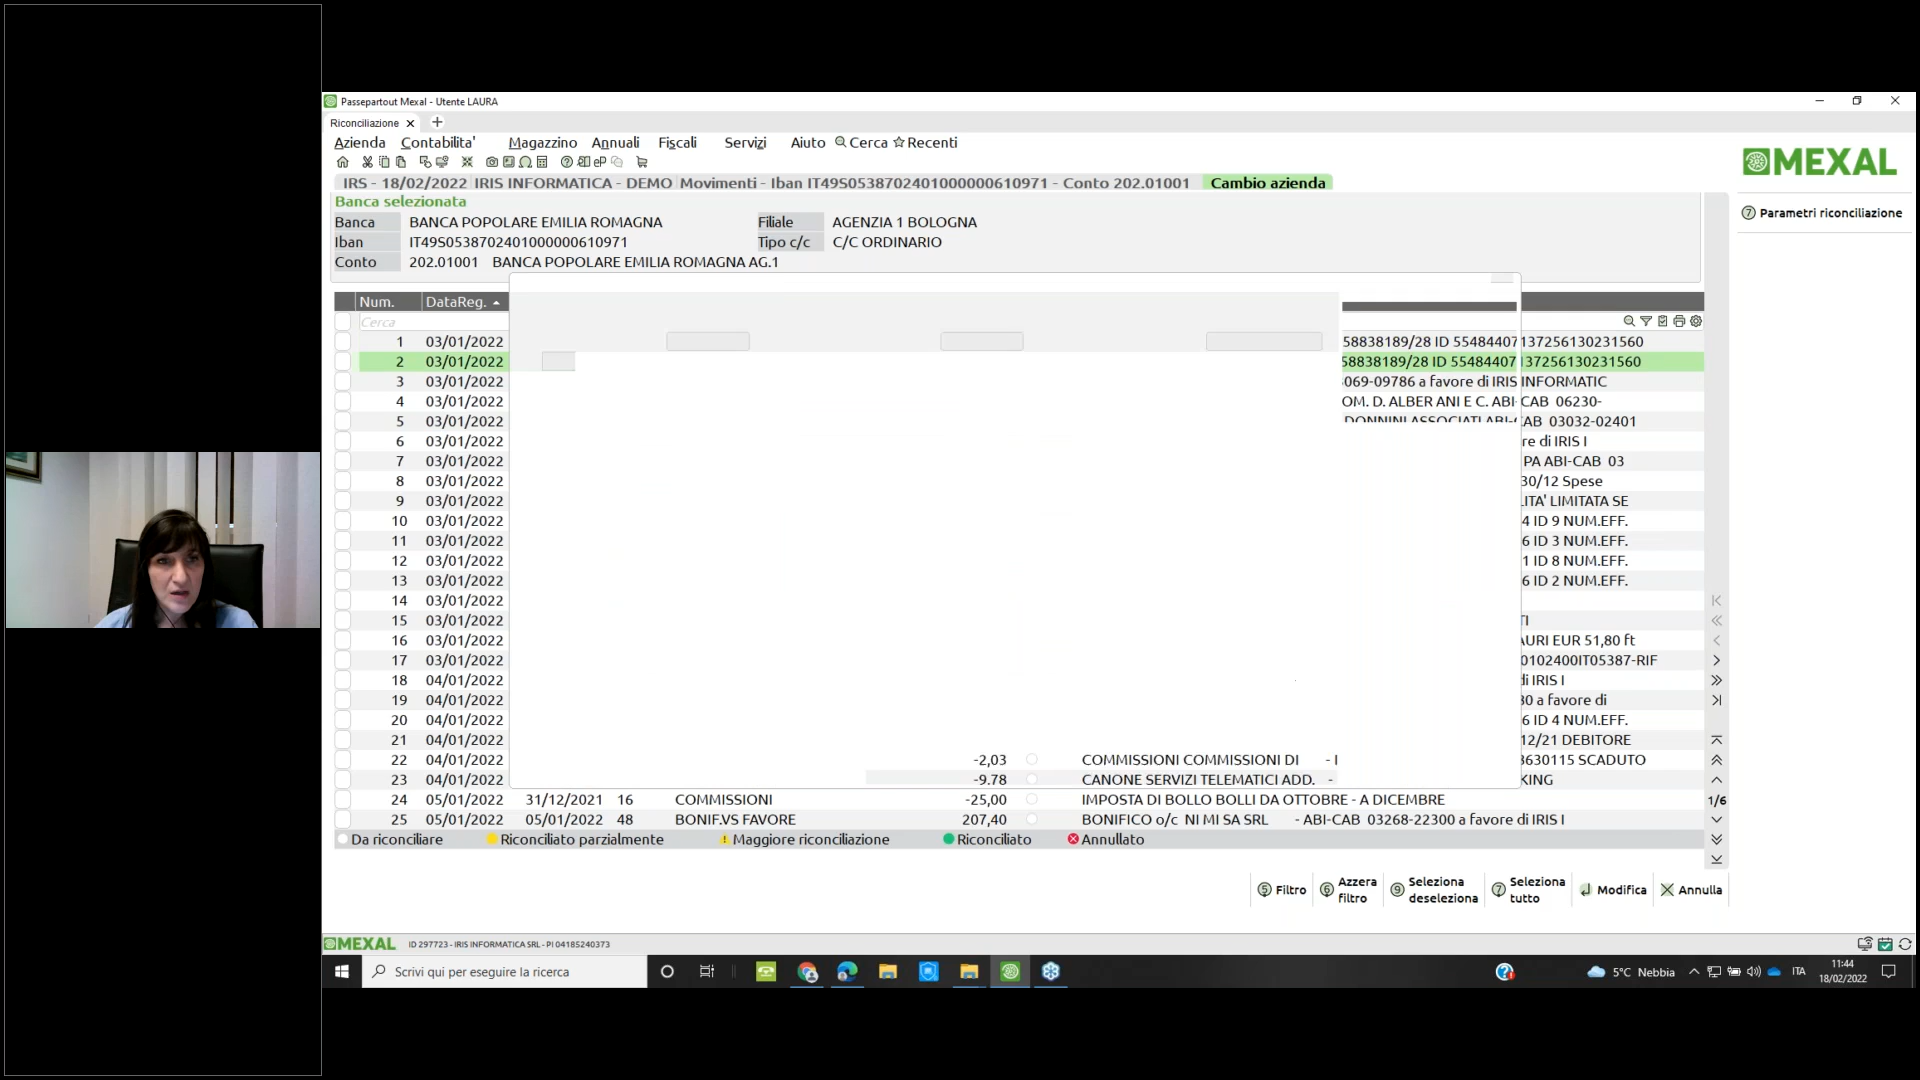 Passepartout Mexal - Utente LAURA
Riconciliazione
Azienda Contabilita' Magazzino Annuali Fiscali Servizi Aiuto Cerca Recenti
MEXAL
IRS - 18/02/2022 IRIS INFORMATICA - DEMO Movimenti - Iban IT49S0538702401000000610971 - Conto 202.01001 Cambio azienda
Banca selezionata
Banca BANCA POPOLARE EMILIA ROMAGNA Filiale AGENZIA 1 BOLOGNA
Iban IT49S0538702401000000610971 Tipo c/c C/C ORDINARIO
Conto 202.01001 BANCA POPOLARE EMILIA ROMAGNA AG.1
7 Parametri riconciliazione
Num. DataReg.
Cerca
1 03/01/2022 58838189/28 ID 55484407 137256130231560
2 03/01/2022 58838189/28 ID 55484407 137256130231560
3 03/01/2022 069-09786 a favore di IRIS INFORMATIC
4 03/01/2022 OM. D. ALBER ANI E C. ABI-CAB 06230-
5 03/01/2022 DONNINI ASSOCIATI ABI-CAB 03032-02401
6 03/01/2022 re di IRIS I
7 03/01/2022 PA ABI-CAB 03
8 03/01/2022 30/12 Spese
9 03/01/2022 LITA' LIMITATA SE
10 03/01/2022 4 ID 9 NUM.EFF.
11 03/01/2022 6 ID 3 NUM.EFF.
12 03/01/2022 1 ID 8 NUM.EFF.
13 03/01/2022 6 ID 2 NUM.EFF.
14 03/01/2022
15 03/01/2022 TI
16 03/01/2022 AURI EUR 51,80 ft
17 03/01/2022 0102400IT05387-RIF
18 04/01/2022 di IRIS I
19 04/01/2022 30 a favore di
20 04/01/2022 6 ID 4 NUM.EFF.
21 04/01/2022 12/21 DEBITORE
22 04/01/2022 -2,03 COMMISSIONI COMMISSIONI DI - I 3630115 SCADUTO
23 04/01/2022 -9.78 CANONE SERVIZI TELEMATICI ADD. - KING
24 05/01/2022 31/12/2021 16 COMMISSIONI -25,00 IMPOSTA DI BOLLO BOLLI DA OTTOBRE - A DICEMBRE
25 05/01/2022 05/01/2022 48 BONIF.VS FAVORE 207,40 BONIFICO o/c NI MI SA SRL - ABI-CAB 03268-22300 a favore di IRIS I
1/6
Da riconciliare Riconciliato parzialmente Maggiore riconciliazione Riconciliato Annullato
5 Filtro 6 Azzera filtro 9 Seleziona deseleziona 7 Seleziona tutto Modifica Annulla
MEXAL ID 297723 - IRIS INFORMATICA SRL - PI 04185240373
Scrivi qui per eseguire la ricerca
5°C Nebbia ITA 11:44
18/02/2022